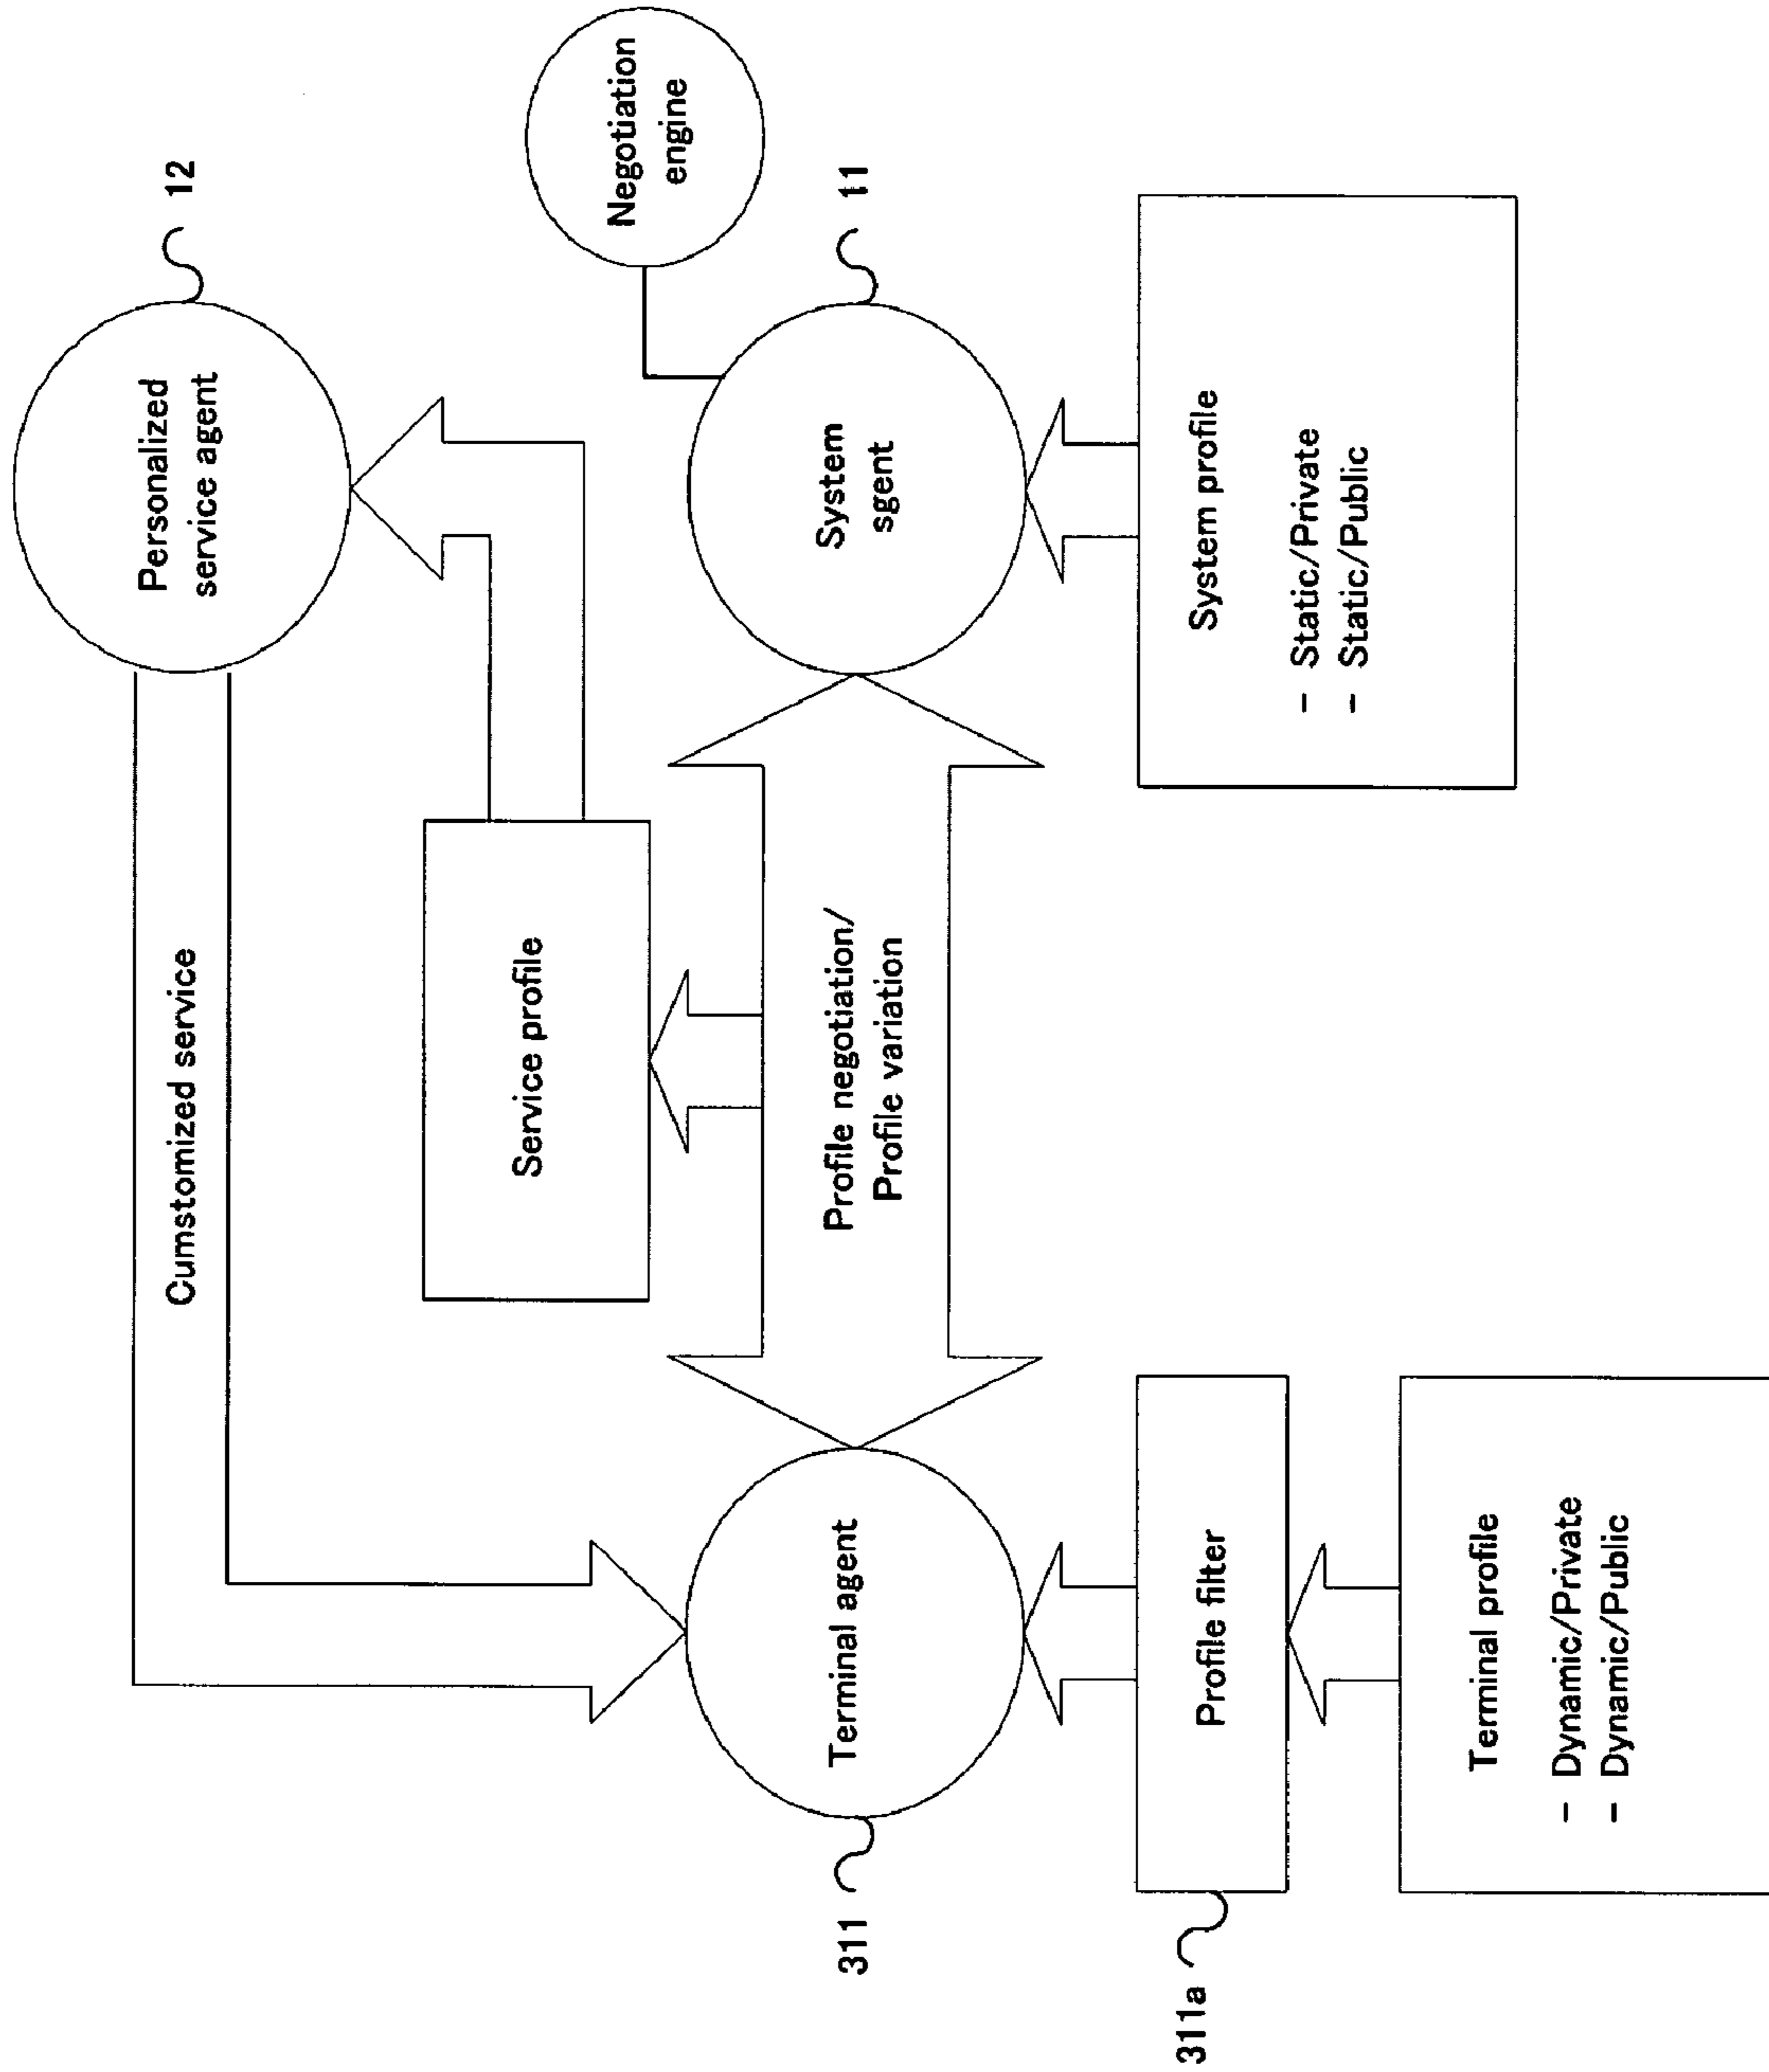 Personalized
service agent
12
Cumstomized service
Negotiation
engine
Service profile
Profile negotiation/
Profile variation
System
sgent
11
Terminal agent
311
System profile
- Static/Private
- Static/Public
Profile filter
311a
Terminal profile
- Dynamic/Private
- Dynamic/Public